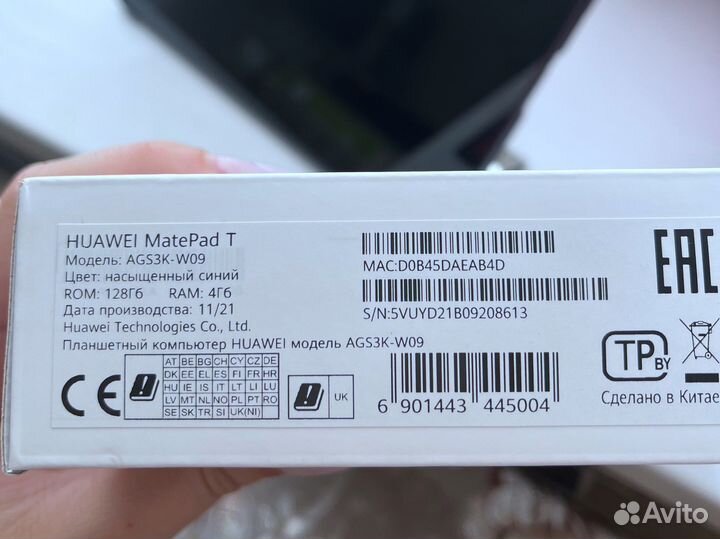 HUAWEI MatePad T
Модель: AGS3K-W09
Цвет: насыщенный синий
ROM: 128Гб RAM: 4Гб
Дата производства: 11/21
Huawei Technologies Co., Ltd.
Планшетный компьютер HUAWEI модель AGS3K-W09
MAC:D0B45DAEAB4D
S/N:5VUYD21B09208613
EAC
CE
AT BE BG CH CY CZ DE
DK EE EL ES FI FR HR
HU IE IS IT LT LI LU
LV MT NL NO PL PT RO
SE SK TR SI UK(NI)
UK
6 901443 445004
TP BY
Сделано в Китае
Avito